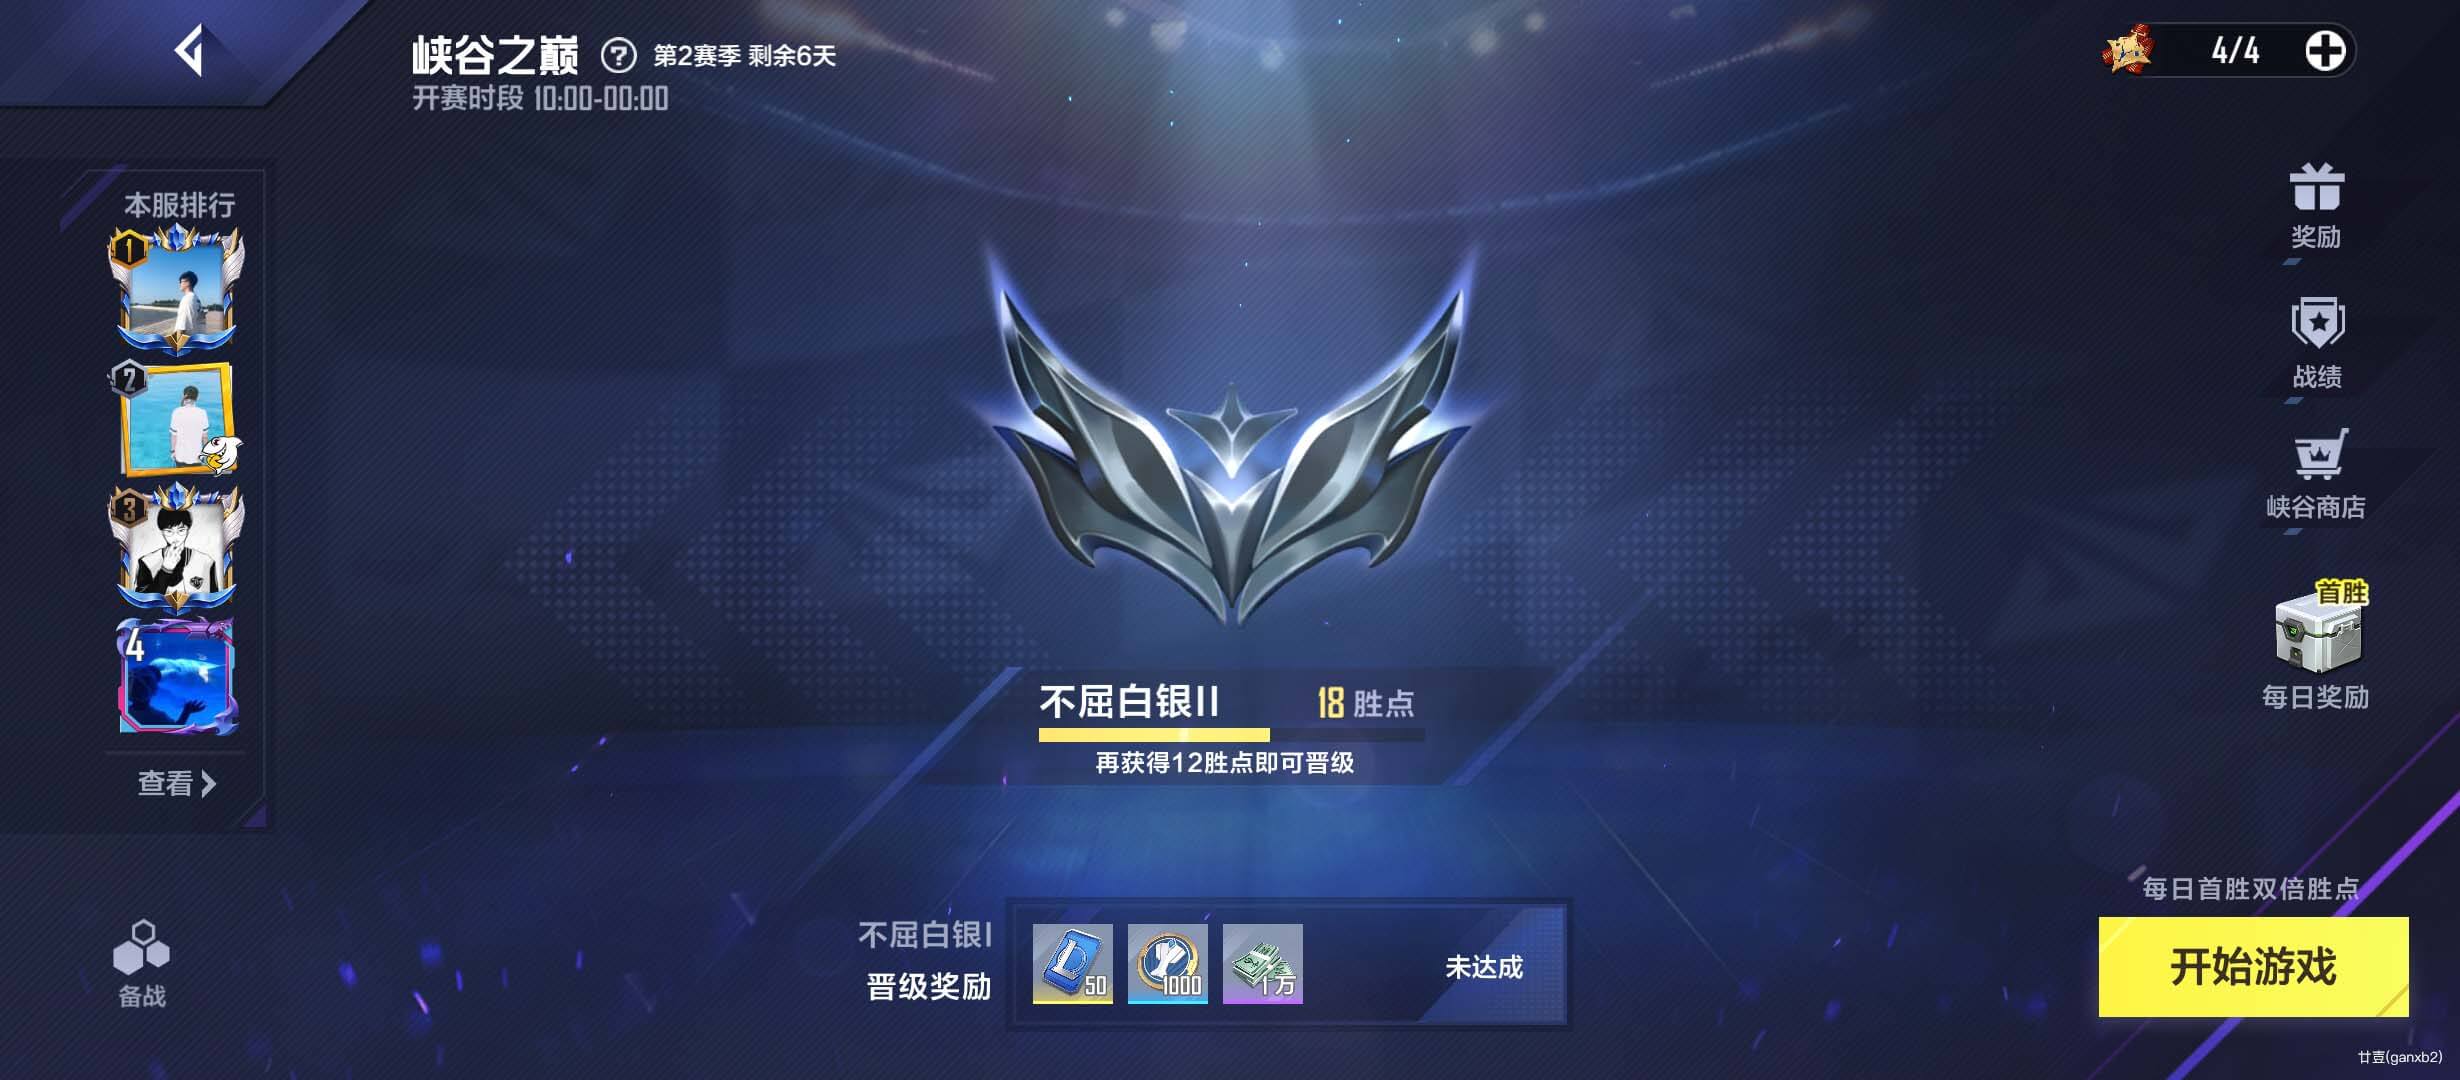 峡谷之巅 ? 第2赛季 剩余6天
开赛时段 10:00-00:00
4/4
本服排行
1
2
3
4
查看
备战
奖励
战绩
峡谷商店
首胜
每日奖励
不屈白银II 18 胜点
再获得12胜点即可晋级
不屈白银I
晋级奖励
50
1000
1万
未达成
每日首胜双倍胜点
开始游戏
廿壹(ganxb2)